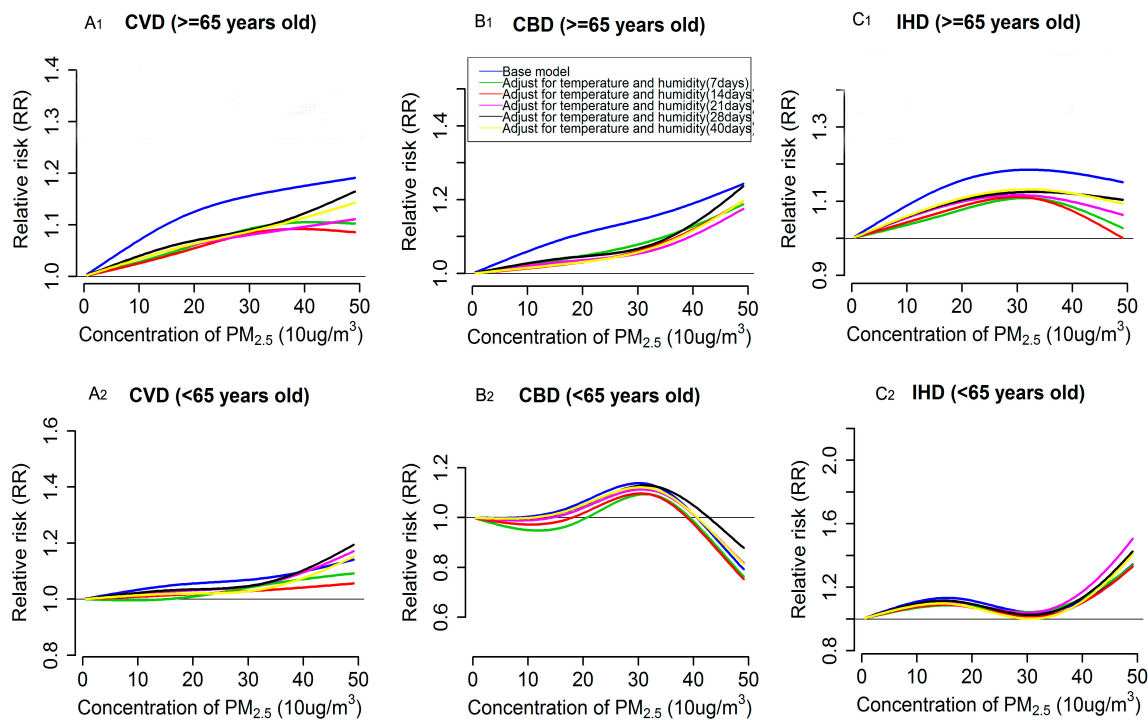 A1 CVD (>=65 years old)
Relative risk (RR)
1.0 1.1 1.2 1.3 1.4
0 10 20 30 40 50
Concentration of PM2.5 (10ug/m3)
B1 CBD (>=65 years old)
Base model
Adjust for temperature and humidity(7days)
Adjust for temperature and humidity(14days)
Adjust for temperature and humidity(21days)
Adjust for temperature and humidity(28days)
Adjust for temperature and humidity(40days)
Relative risk (RR)
1.0 1.2 1.4
0 10 20 30 40 50
Concentration of PM2.5 (10ug/m3)
C1 IHD (>=65 years old)
Relative risk (RR)
0.9 1.1 1.3
0 10 20 30 40 50
Concentration of PM2.5 (10ug/m3)
A2 CVD (<65 years old)
Relative risk (RR)
0.8 1.0 1.2 1.4 1.6
0 10 20 30 40 50
Concentration of PM2.5 (10ug/m3)
B2 CBD (<65 years old)
Relative risk (RR)
0.6 0.8 1.0 1.2
0 10 20 30 40 50
Concentration of PM2.5 (10ug/m3)
C2 IHD (<65 years old)
Relative risk (RR)
0.8 1.2 1.6 2.0
0 10 20 30 40 50
Concentration of PM2.5 (10ug/m3)